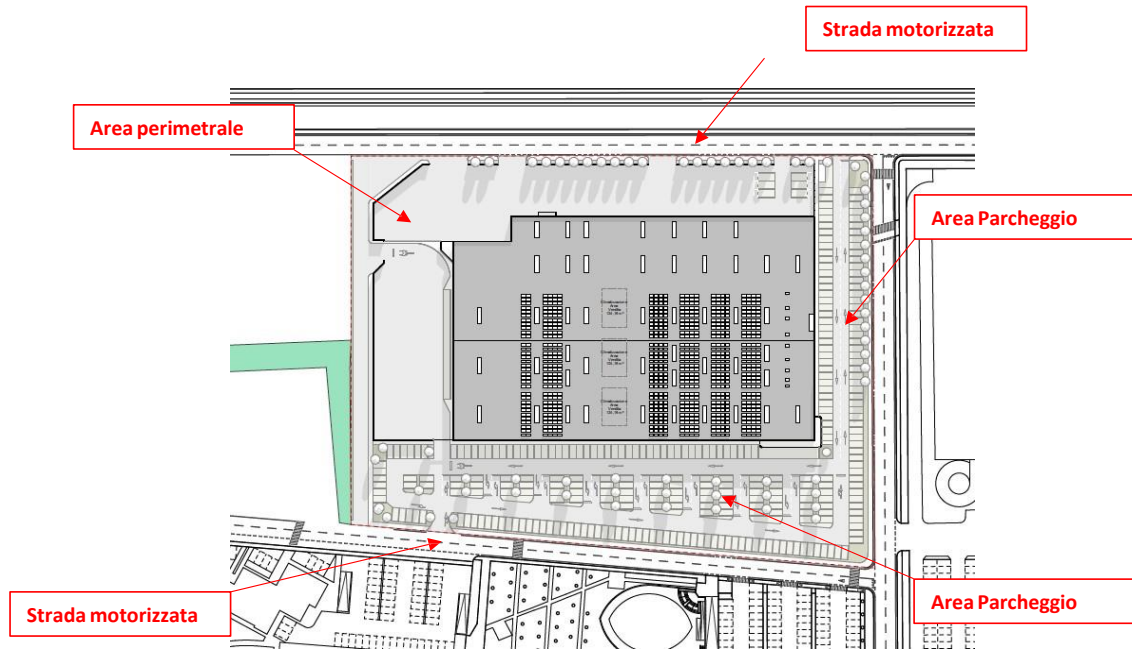 Strada motorizzata
Area perimetrale
Area Parcheggio
Area Parcheggio
Strada motorizzata